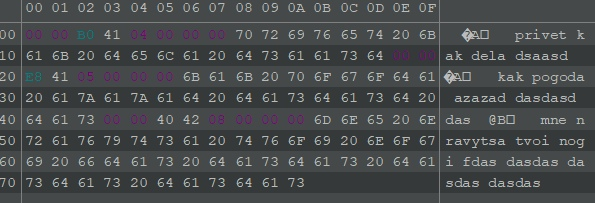 00 01 02 03 04 05 06 07 08 09 0A 0B 0C 0D 0E 0F
00 00 00 B0 41 04 00 00 00 70 72 69 76 65 74 20 6B �A□ privet k
10 61 6B 20 64 65 6C 61 20 64 73 61 61 73 64 00 00 ak dela dsaasd
20 E8 41 05 00 00 00 6B 61 6B 20 70 6F 67 6F 64 61 �A□ kak pogoda
30 20 61 7A 61 7A 61 64 20 64 61 73 64 61 73 64 20 azazad dasdasd
40 64 61 73 00 00 40 42 08 00 00 00 6D 6E 65 20 6E das @B□ mne n
50 72 61 76 79 74 73 61 20 74 76 6F 69 20 6E 6F 67 ravytsa tvoi nog
60 69 20 66 64 61 73 20 64 61 73 64 61 73 20 64 61 i fdas dasdas da
70 73 64 61 73 20 64 61 73 64 61 73 sdas dasdas